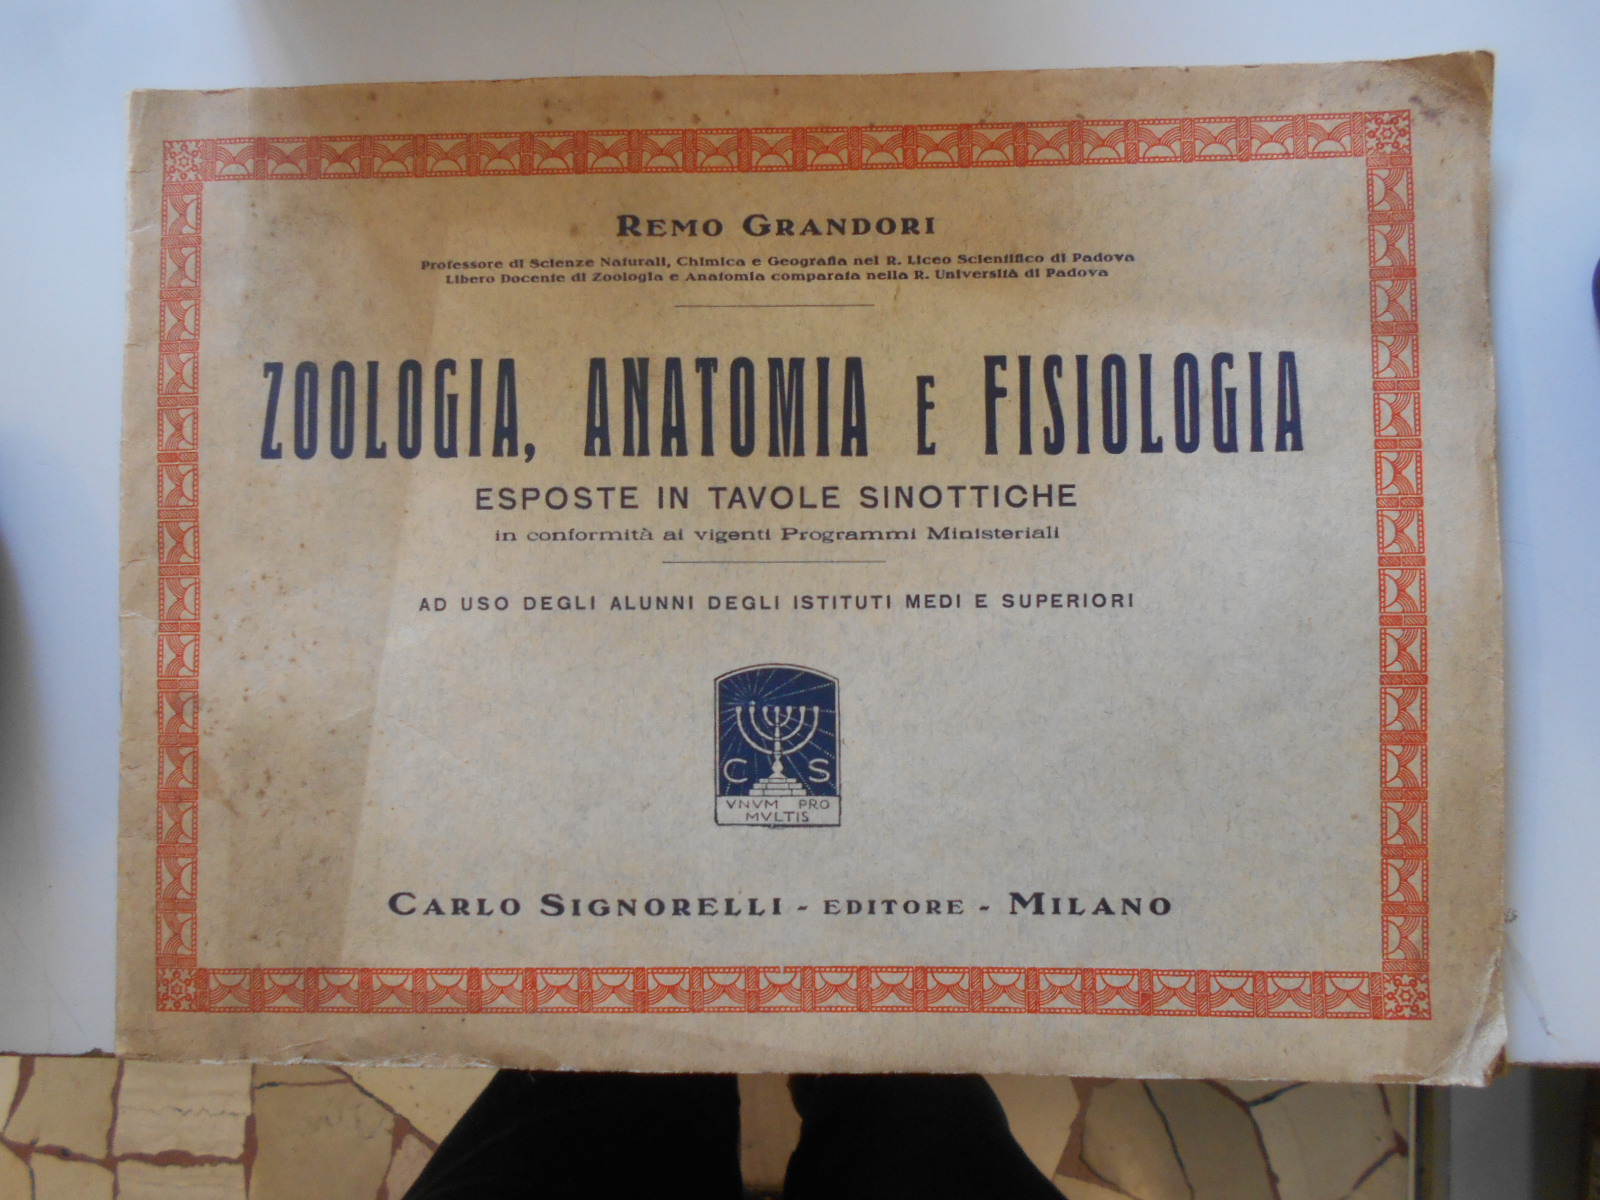 REMO GRANDORI
Professore di Scienze Naturali, Chimica e Geografia nel R. Liceo Scientifico di Padova
Libero Docente di Zoologia e Anatomia comparata nella R. Università di Padova
ZOOLOGIA, ANATOMIA E FISIOLOGIA
ESPOSTE IN TAVOLE SINOTTICHE
in conformità ai vigenti Programmi Ministeriali
AD USO DEGLI ALUNNI DEGLI ISTITUTI MEDI E SUPERIORI
C S
VNVM PRO
MVLTIS
CARLO SIGNORELLI - EDITORE - MILANO